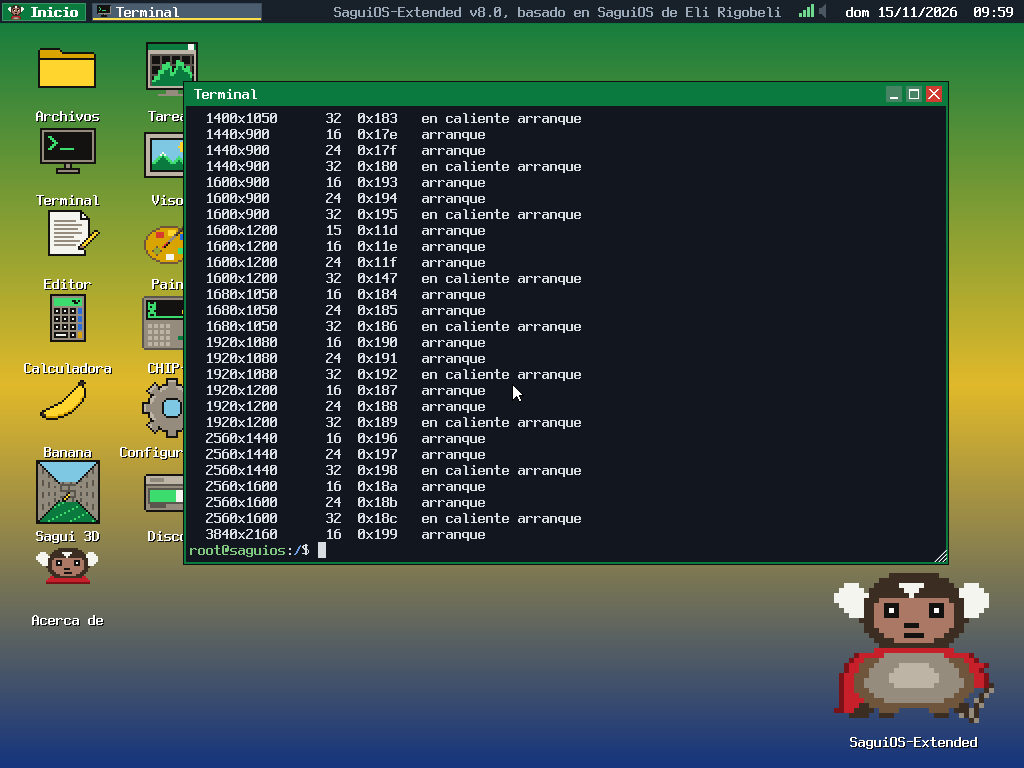 Inicio
Terminal
SaguiOS-Extended v8.0, basado en SaguiOS de Eli Rigobeli
dom 15/11/2026 09:59
Archivos
Terminal
Editor
Calculadora
Banana
Sagui 3D
Acerca de
Terminal
1400x1050 32 0x183 en caliente arranque
1440x900 16 0x17e arranque
1440x900 24 0x17f arranque
1440x900 32 0x180 en caliente arranque
1600x900 16 0x193 arranque
1600x900 24 0x194 arranque
1600x900 32 0x195 en caliente arranque
1600x1200 15 0x11d arranque
1600x1200 16 0x11e arranque
1600x1200 24 0x11f arranque
1600x1200 32 0x147 en caliente arranque
1680x1050 16 0x184 arranque
1680x1050 24 0x185 arranque
1680x1050 32 0x186 en caliente arranque
1920x1080 16 0x190 arranque
1920x1080 24 0x191 arranque
1920x1080 32 0x192 en caliente arranque
1920x1200 16 0x187 arranque
1920x1200 24 0x188 arranque
1920x1200 32 0x189 en caliente arranque
2560x1440 16 0x196 arranque
2560x1440 24 0x197 arranque
2560x1440 32 0x198 en caliente arranque
2560x1600 16 0x18a arranque
2560x1600 24 0x18b arranque
2560x1600 32 0x18c en caliente arranque
3840x2160 16 0x199 arranque
root@saguios:/$
SaguiOS-Extended